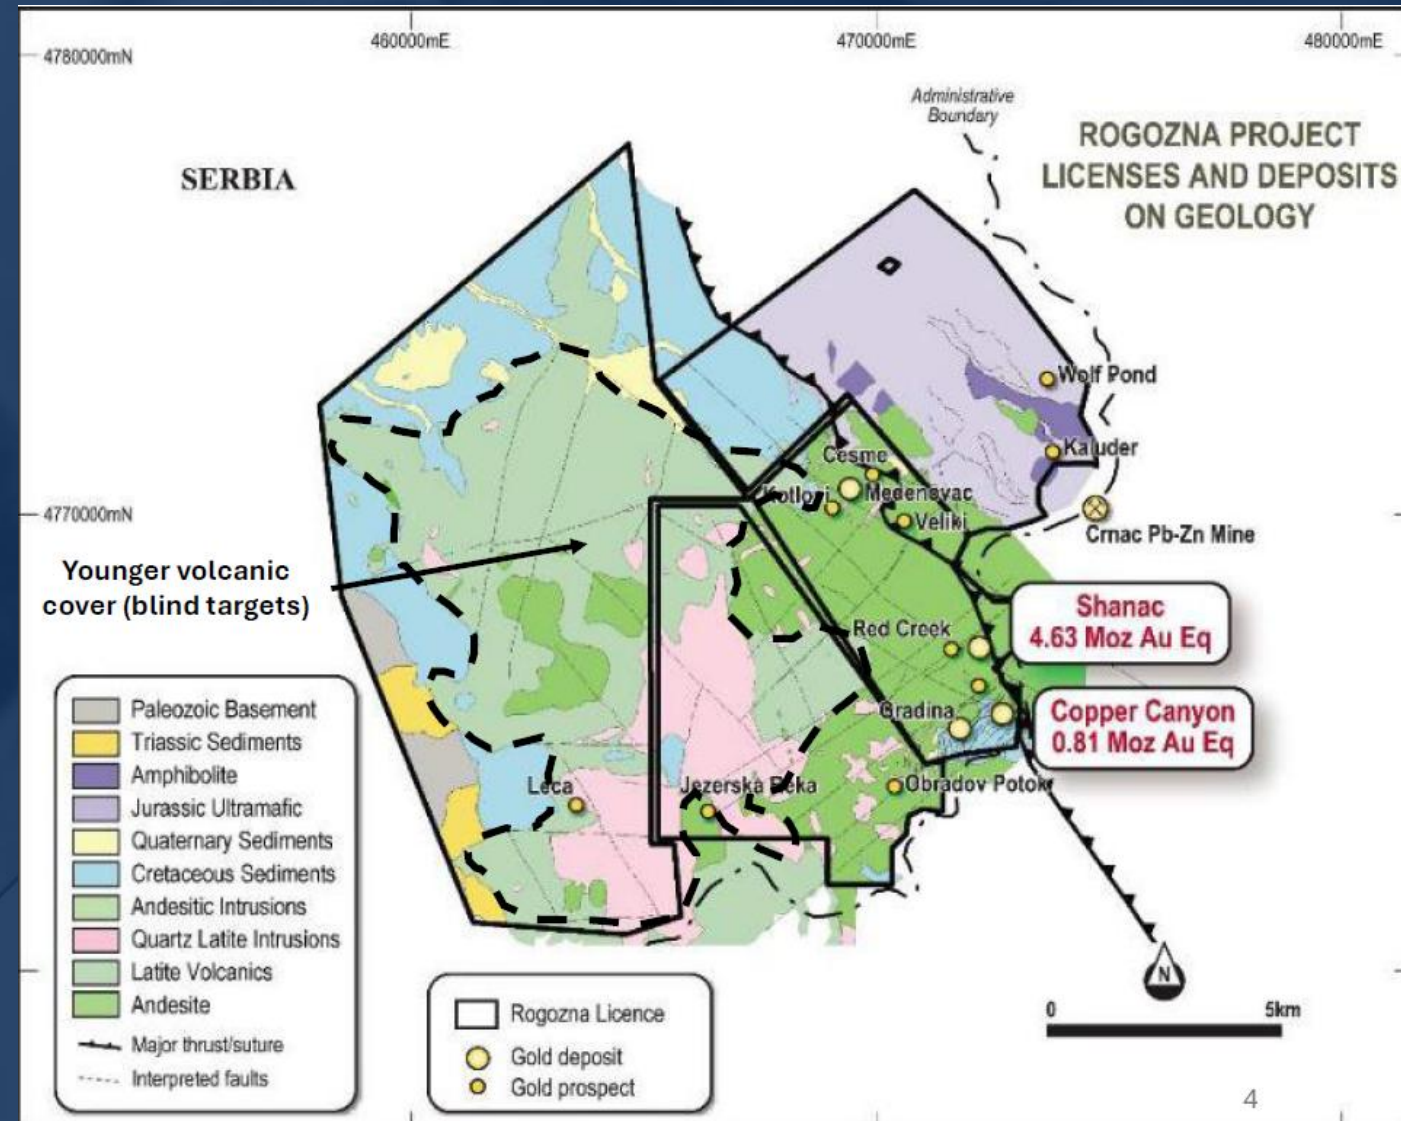 460000mE
470000mE
480000mE
4780000mN
Administrative
Boundary
ROGOZNA PROJECT
LICENSES AND DEPOSITS
ON GEOLOGY
SERBIA
Wolf Pond
Kaluder
Cesme
Kotlovi
Medenovac
Veliki
4770000mN
Crnac Pb-Zn Mine
Younger volcanic
cover (blind targets)
Shanac
4.63 Moz Au Eq
Red Creek
Gradina
Copper Canyon
0.81 Moz Au Eq
Leca
Jezerska Reka
Obradov Potok
Paleozoic Basement
Triassic Sediments
Amphibolite
Jurassic Ultramafic
Quaternary Sediments
Cretaceous Sediments
Andesitic Intrusions
Quartz Latite Intrusions
Latite Volcanics
Andesite
Major thrust/suture
Interpreted faults
Rogozna Licence
Gold deposit
Gold prospect
N
0 5km
4